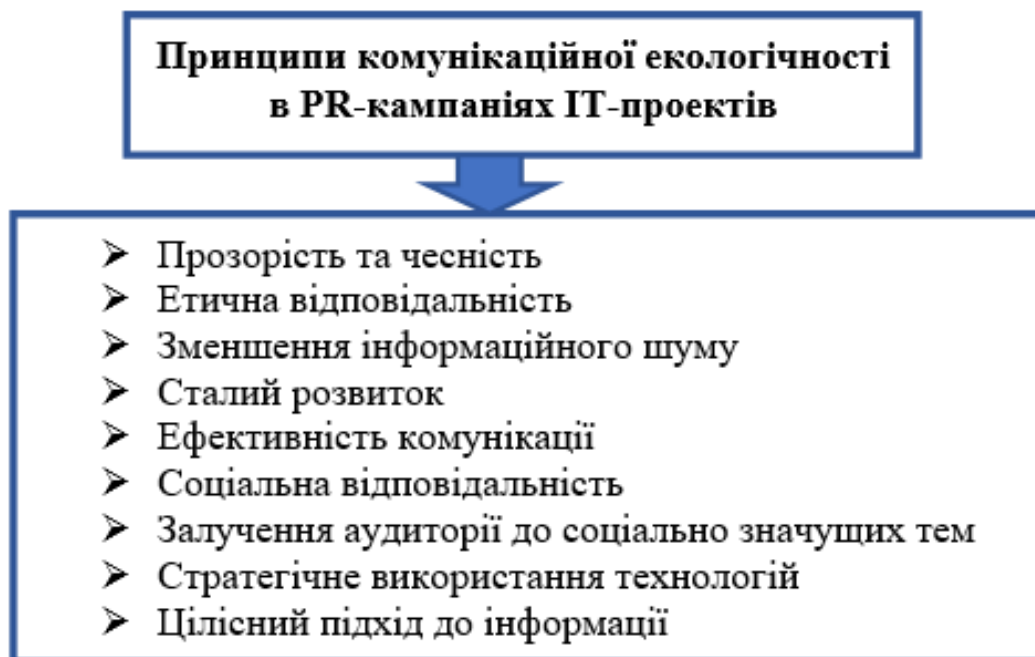 Принципи комунікаційної екологічності
в PR-кампаніях ІТ-проектів
➢ Прозорість та чесність
➢ Етична відповідальність
➢ Зменшення інформаційного шуму
➢ Сталий розвиток
➢ Ефективність комунікації
➢ Соціальна відповідальність
➢ Залучення аудиторії до соціально значущих тем
➢ Стратегічне використання технологій
➢ Цілісний підхід до інформації